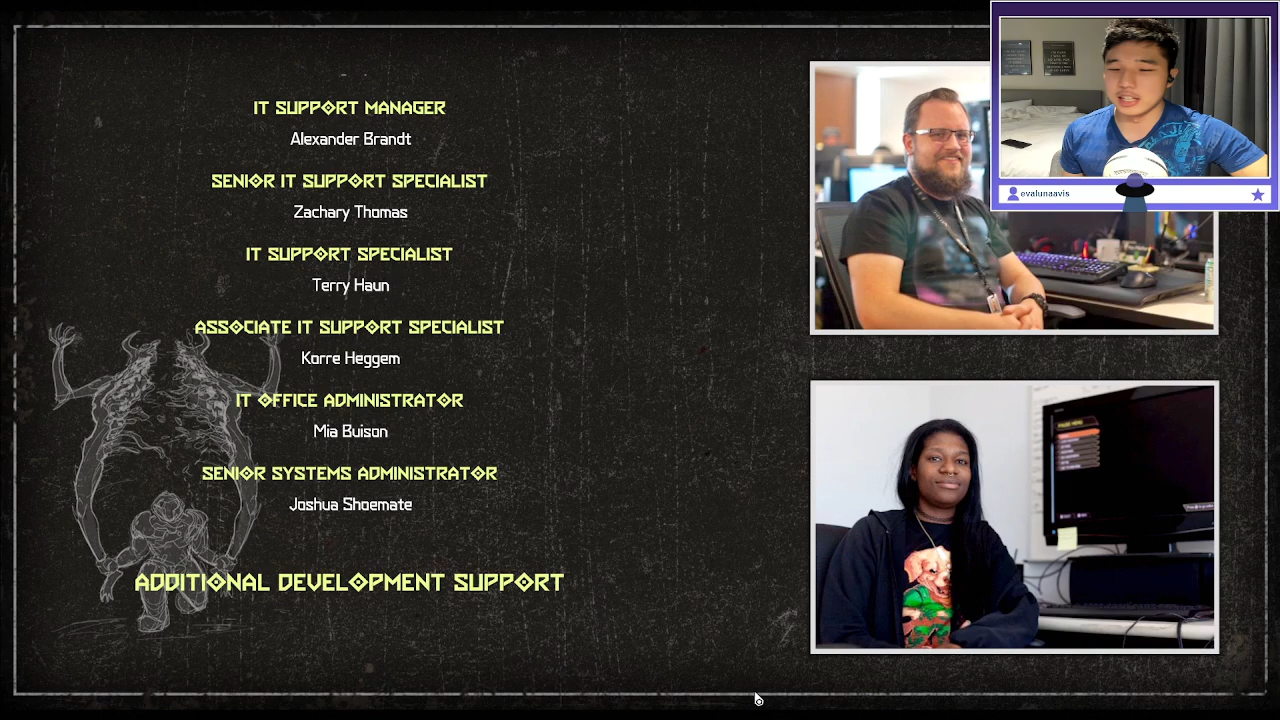 IT SUPPORT MANAGER
Alexander Brandt
SENIOR IT SUPPORT SPECIALIST
Zachary Thomas
IT SUPPORT SPECIALIST
Terry Haun
ASSOCIATE IT SUPPORT SPECIALIST
Korre Heggem
IT OFFICE ADMINISTRATOR
Mia Buison
SENIOR SYSTEMS ADMINISTRATOR
Joshua Shoemate
ADDITIONAL DEVELOPMENT SUPPORT
evalunaavis